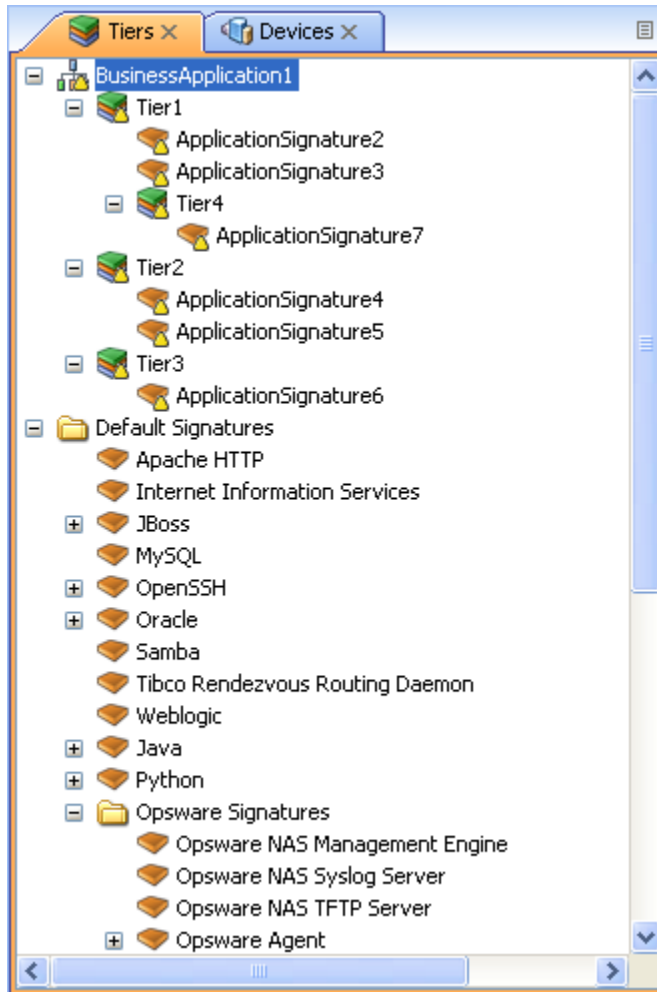 Tiers Devices
BusinessApplication1
Tier1
ApplicationSignature2
ApplicationSignature3
Tier4
ApplicationSignature7
Tier2
ApplicationSignature4
ApplicationSignature5
Tier3
ApplicationSignature6
Default Signatures
Apache HTTP
Internet Information Services
JBoss
MySQL
OpenSSH
Oracle
Samba
Tibco Rendezvous Routing Daemon
Weblogic
Java
Python
Opsware Signatures
Opsware NAS Management Engine
Opsware NAS Syslog Server
Opsware NAS TFTP Server
Opsware Agent